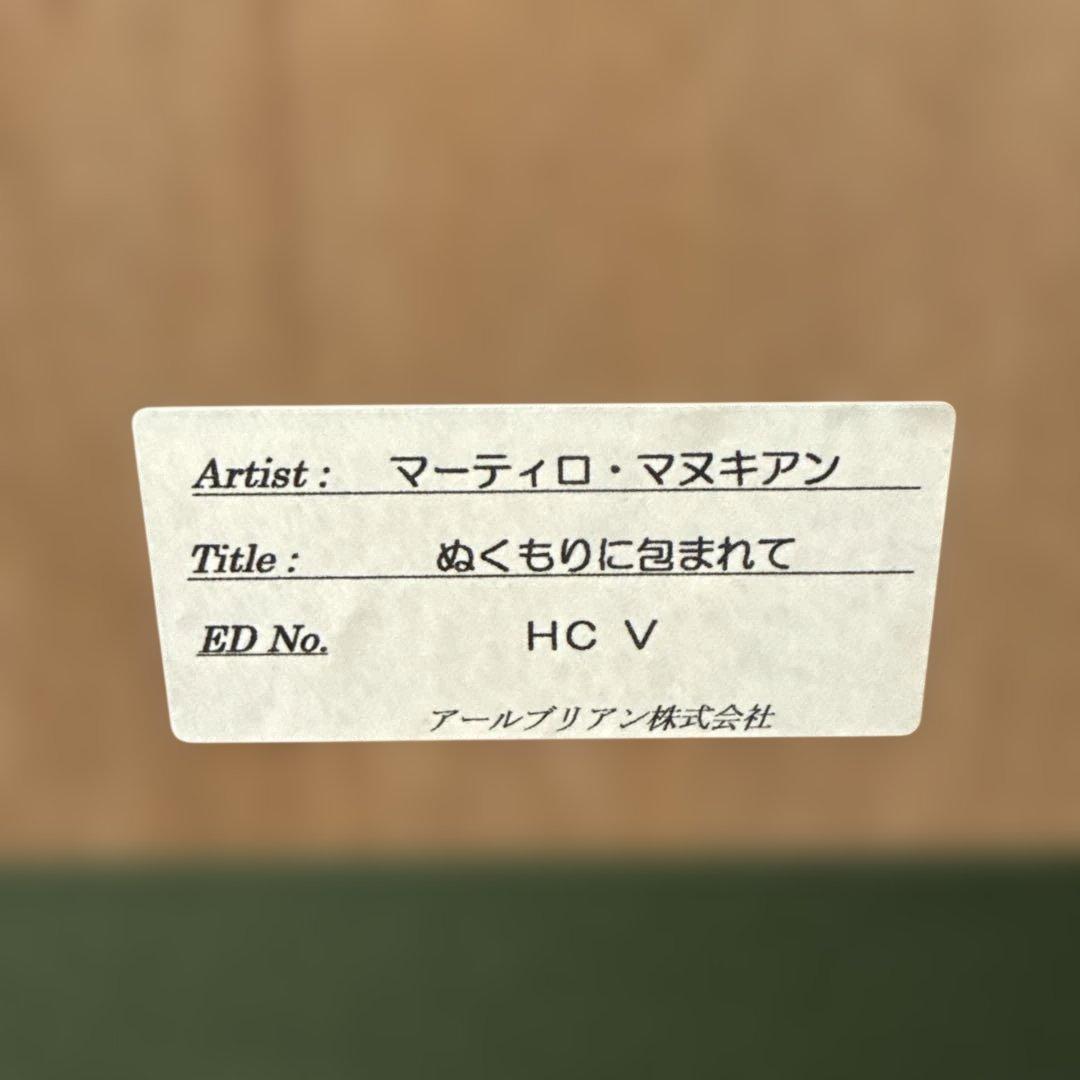 Artist : マーティロ・マヌキアン
Title : ぬくもりに包まれて
ED No. HC V
アールブリアン株式会社